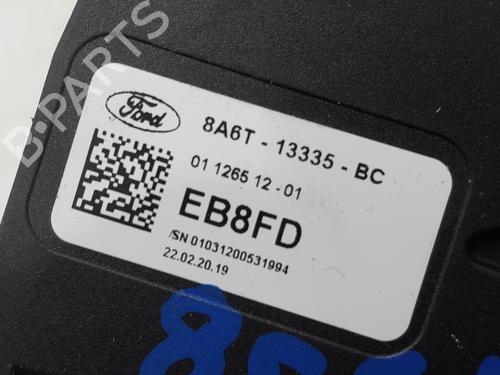 B-PARTS
Ford
8A6T - 13335 - BC
01 1265 12 - 01
EB8FD
/SN 01031200531994
22.02.20.19